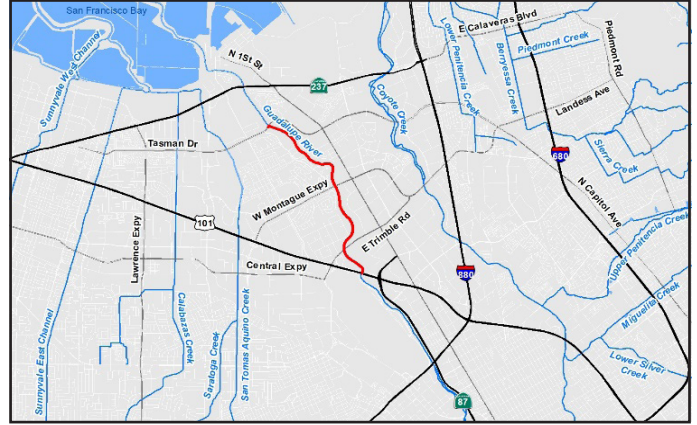 San Francisco Bay
E Calaveras Blvd
Sunnyvale West Channel
N 1St St
Lower Penitencia Creek
Berryessa Creek
Piedmont Creek
Piedmont Rd
237
Coyote Creek
Landess Ave
Guadalupe River
Tasman Dr
Sierra Creek
680
W Montague Expy
N Capitol Ave
101
E Trimble Rd
Lawrence Expy
Central Expy
880
Upper Penitencia Creek
Miguelita Creek
Sunnyvale East Channel
Calabazas Creek
Saratoga Creek
San Tomas Aquino Creek
Lower Silver
Creek
87